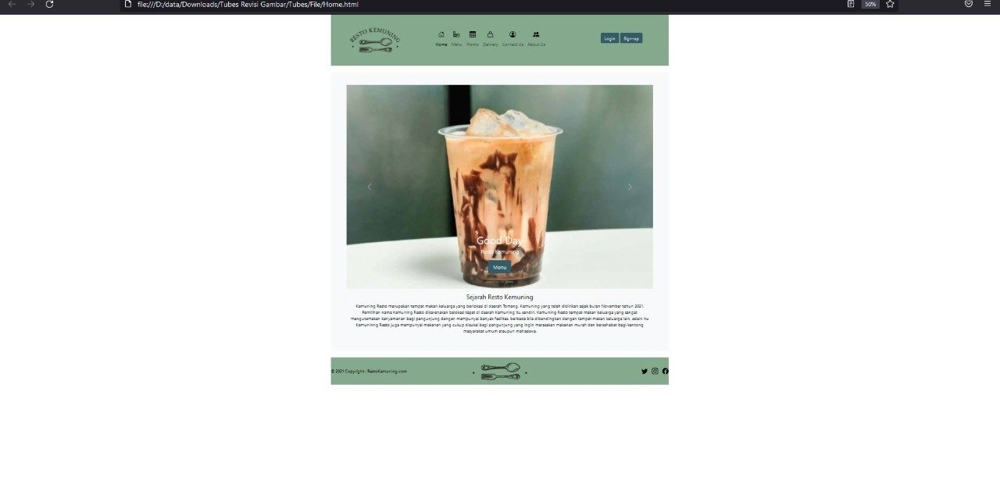 file:///D:/data/Downloads/Tubes Revisi Gambar/Tubes/File/Home.html
50%
RESTO KEMUNING
Home Menu Promo Delivery Contact Us About Us
Login Sign-up
Good Day
Resto Kemuning
Menu
Sejarah Resto Kemuning
Kemuning Resto merupakan tempat makan keluarga yang berlokasi di daerah Tomang, Kemuning yang telah didirikan sejak bulan November tahun 2021.
Pemilihan nama Kemuning Resto dikarenakan belokasi tepat di daerah Kemuning itu sendiri. Kemuning Resto tempat makan keluarga yang sangat
mengutamakan kenyamanan bagi pengunjung dengan mempunyai banyak fasilitas. berbeda bila dibandingkan dengan tempat makan keluarga lain, selain itu
Kemuninng Resto juga mempunyai makanan yang cukup disukai bagi pengunjung yang ingin merasakan makanan murah dan bersahabat bagi kantong
masyarakat umum ataupun mahasiswa.
© 2021 Copyright : RestoKemuning.com